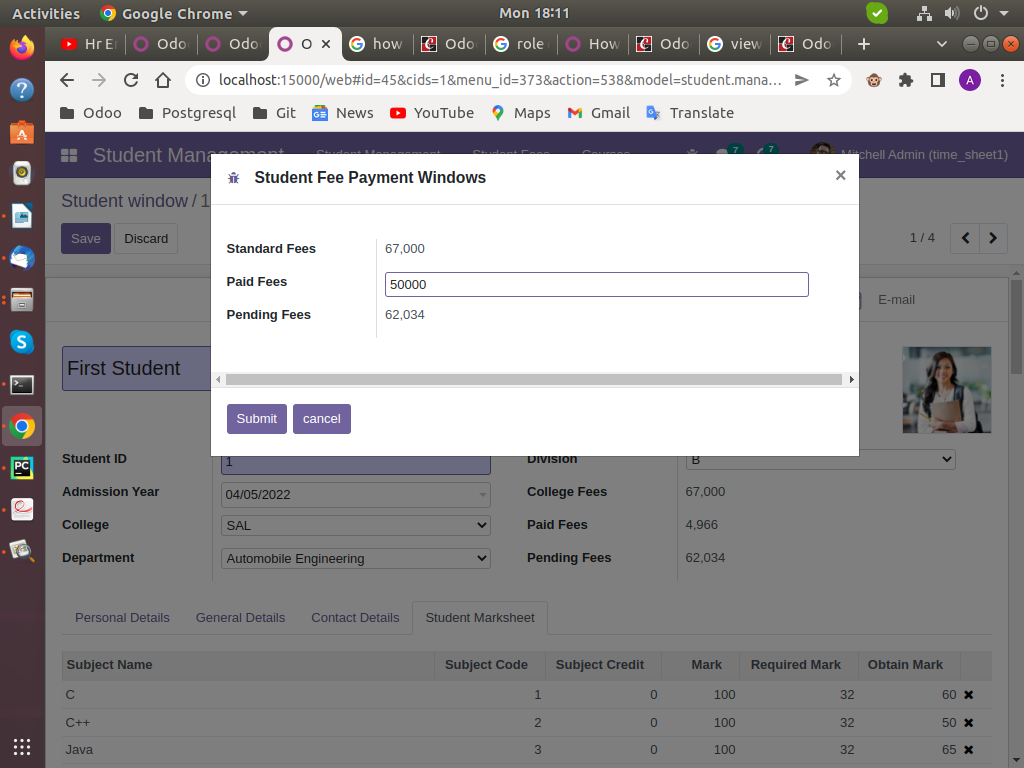 Activities Google Chrome Mon 18:11
Hr E Odo Odo O × how Odo role How Odo view Odo +
localhost:15000/web#id=45&cids=1&menu_id=373&action=538&model=student.mana... A
Odoo Postgresql Git News YouTube Maps Gmail Translate
Student Management Student Management Student Fees Courses 7 7 Mitchell Admin (time_sheet1)
Student Fee Payment Windows ×
Student window / 1
Save Discard 1 / 4
Standard Fees 67,000
Paid Fees 50000
Pending Fees 62,034
E-mail
First Student
Submit cancel
Student ID 1 Division B
Admission Year 04/05/2022 College Fees 67,000
College SAL Paid Fees 4,966
Department Automobile Engineering Pending Fees 62,034
Personal Details General Details Contact Details Student Marksheet
Subject Name Subject Code Subject Credit Mark Required Mark Obtain Mark
C 1 0 100 32 60
C++ 2 0 100 32 50
Java 3 0 100 32 65